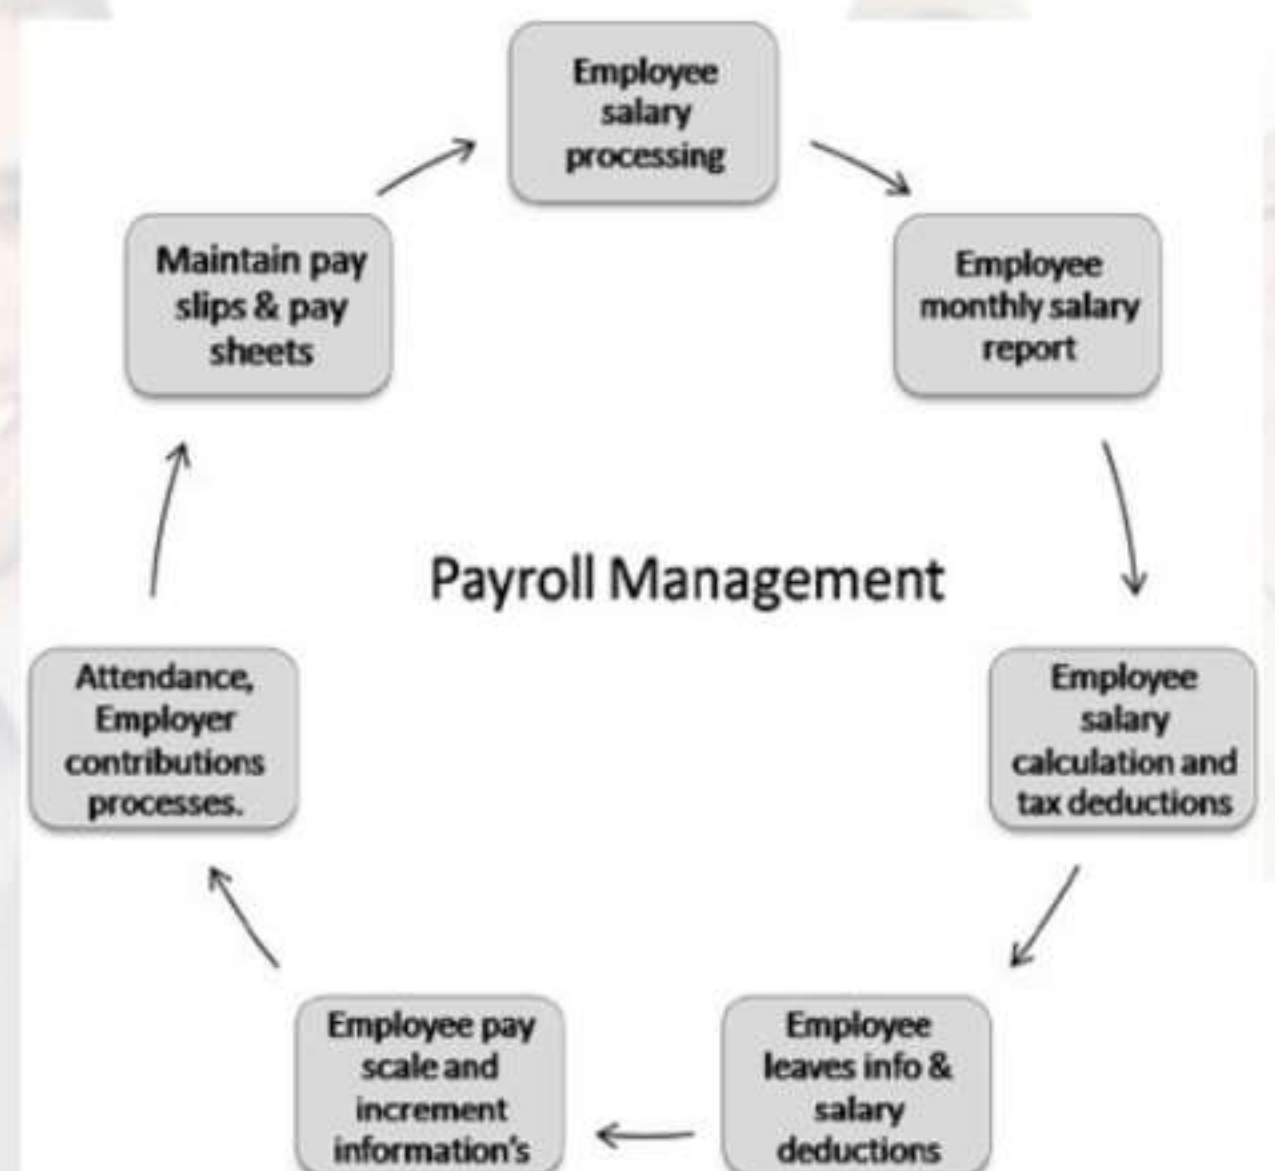 Employee
salary
processing
Employee
monthly salary
report
Employee
salary
calculation and
tax deductions
Employee
leaves info &
salary
deductions
Employee pay
scale and
increment
information's
Attendance,
Employer
contributions
processes.
Maintain pay
slips & pay
sheets
Payroll Management